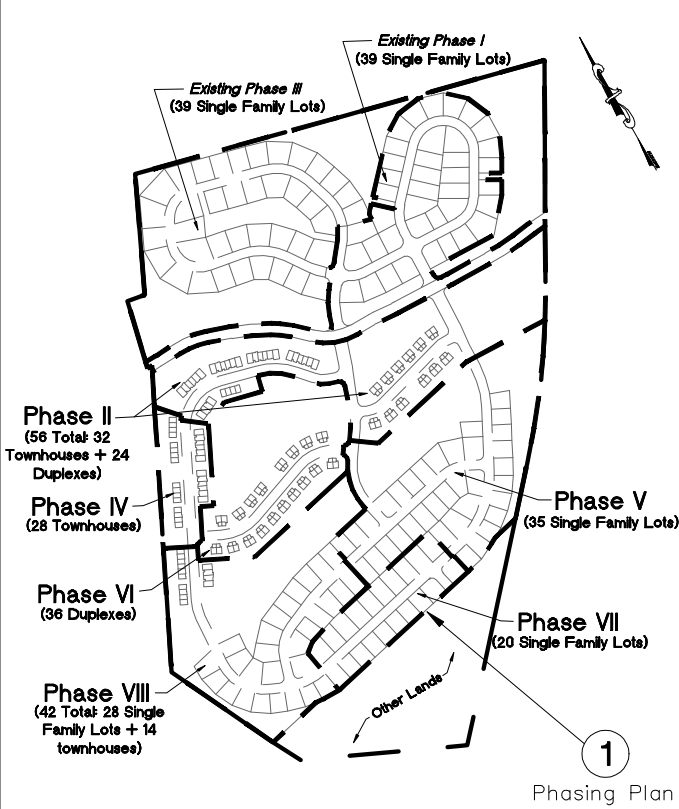 Existing Phase I
(39 Single Family Lots)
Existing Phase III
(39 Single Family Lots)
Phase II
(56 Total: 32
Townhouses + 24
Duplexes)
Phase IV
(28 Townhouses)
Phase V
(35 Single Family Lots)
Phase VI
(36 Duplexes)
Phase VII
(20 Single Family Lots)
Phase VIII
(42 Total: 28 Single
Family Lots + 14
townhouses)
Other Lands
1
Phasing Plan